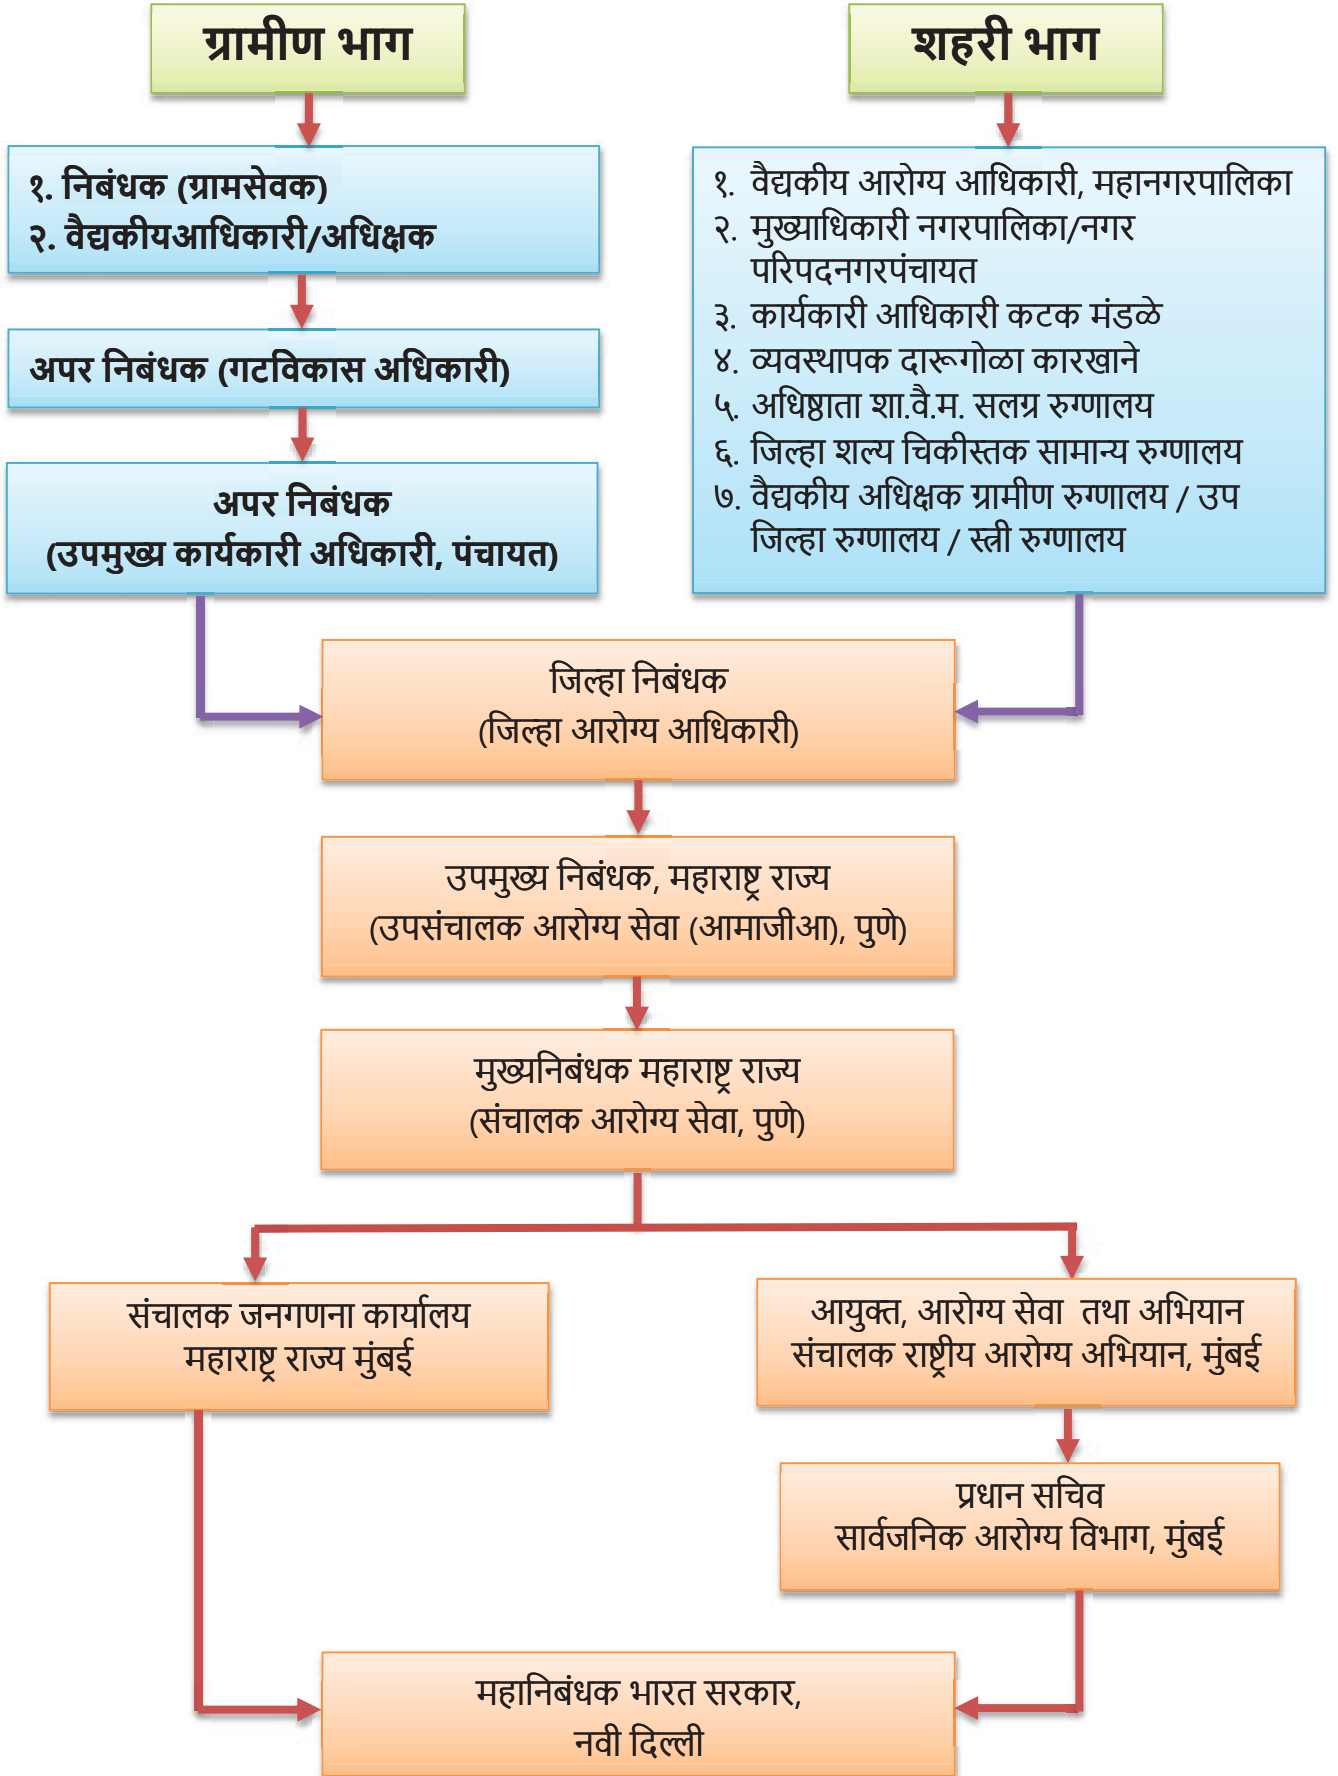 ग्रामीण भाग
१. निबंधक (ग्रामसेवक)
२. वैद्यकीयआधिकारी/अधिक्षक
अपर निबंधक (गटविकास अधिकारी)
अपर निबंधक
(उपमुख्य कार्यकारी अधिकारी, पंचायत)
शहरी भाग
१. वैद्यकीय आरोग्य आधिकारी, महानगरपालिका
२. मुख्याधिकारी नगरपालिका/नगर
परिपदनगरपंचायत
३. कार्यकारी आधिकारी कटक मंडळे
४. व्यवस्थापक दारूगोळा कारखाने
५. अधिष्ठाता शा.वै.म. सलग्र रुग्णालय
६. जिल्हा शल्य चिकीस्तक सामान्य रुग्णालय
७. वैद्यकीय अधिक्षक ग्रामीण रुग्णालय / उप
जिल्हा रुग्णालय / स्त्री रुग्णालय
जिल्हा निबंधक
(जिल्हा आरोग्य आधिकारी)
उपमुख्य निबंधक, महाराष्ट्र राज्य
(उपसंचालक आरोग्य सेवा (आमाजीआ), पुणे)
मुख्यनिबंधक महाराष्ट्र राज्य
(संचालक आरोग्य सेवा, पुणे)
संचालक जनगणना कार्यालय
महाराष्ट्र राज्य मुंबई
आयुक्त, आरोग्य सेवा तथा अभियान
संचालक राष्ट्रीय आरोग्य अभियान, मुंबई
प्रधान सचिव
सार्वजनिक आरोग्य विभाग, मुंबई
महानिबंधक भारत सरकार,
नवी दिल्ली